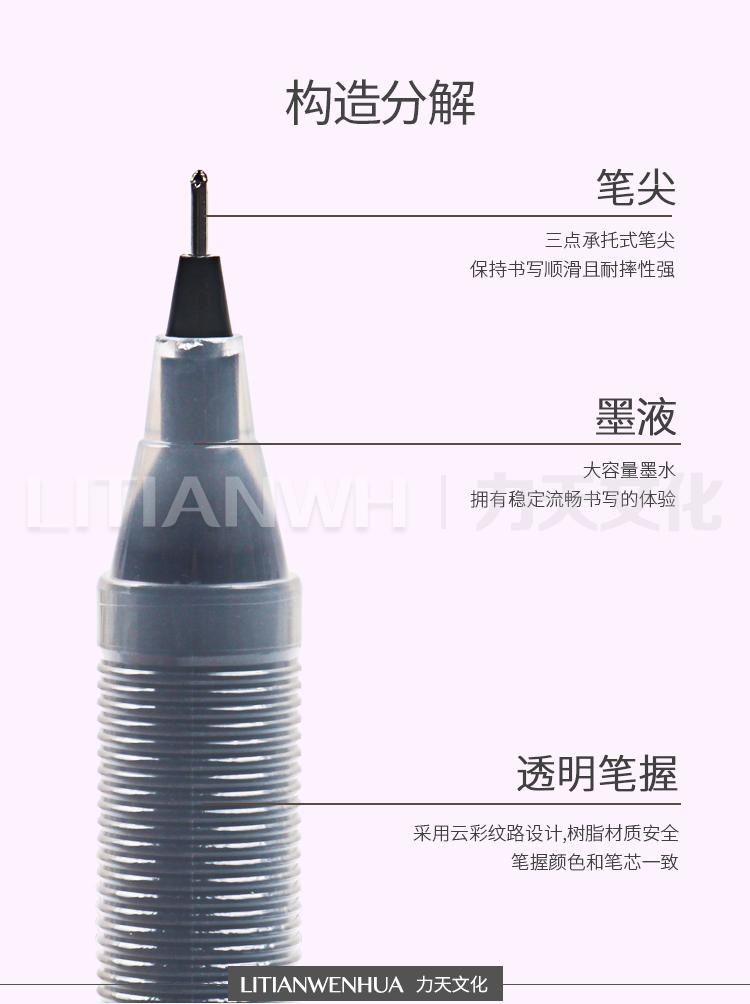 构造分解
笔尖
三点承托式笔尖
保持书写顺滑且耐摔性强
墨液
大容量墨水
拥有稳定流畅书写的体验
LITIANWH | 力天文化
透明笔握
采用云彩纹路设计,树脂材质安全
笔握颜色和笔芯一致
LITIANWENHUA 力天文化